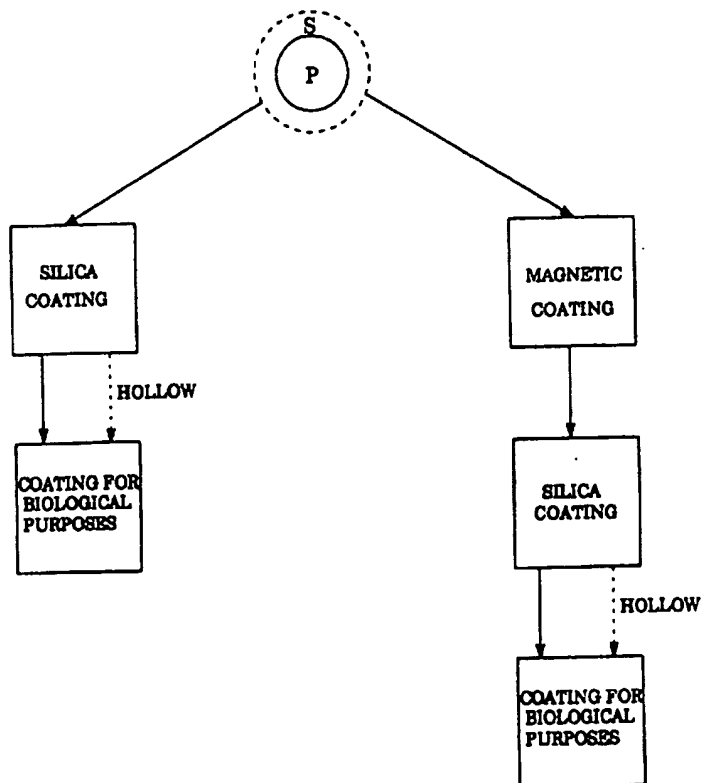 S
P
SILICA
COATING
HOLLOW
COATING FOR
BIOLOGICAL
PURPOSES
MAGNETIC
COATING
SILICA
COATING
HOLLOW
COATING FOR
BIOLOGICAL
PURPOSES